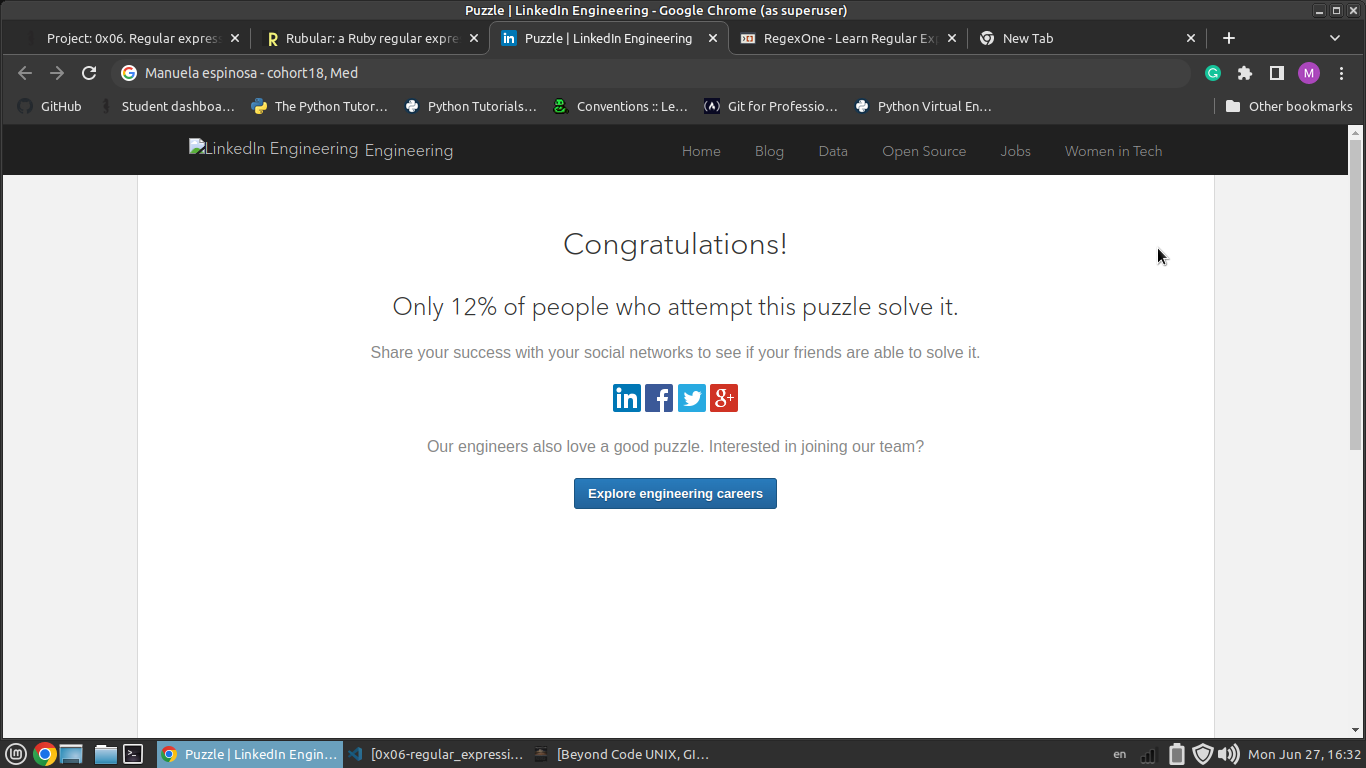 Puzzle | LinkedIn Engineering - Google Chrome (as superuser)
Project: 0x06. Regular expres
Rubular: a Ruby regular expre
Puzzle | LinkedIn Engineering
RegexOne - Learn Regular Ex
New Tab
Manuela espinosa - cohort18, Med
M
GitHub
Student dashboa...
The Python Tutor...
Python Tutorials...
Conventions :: Le...
Git for Professio...
Python Virtual En...
Other bookmarks
LinkedIn Engineering Engineering
Home
Blog
Data
Open Source
Jobs
Women in Tech
Congratulations!
Only 12% of people who attempt this puzzle solve it.
Share your success with your social networks to see if your friends are able to solve it.
in f g+
Our engineers also love a good puzzle. Interested in joining our team?
Explore engineering careers
Puzzle | LinkedIn Engin...
[0x06-regular_expressi...
[Beyond Code UNIX, GI...
en
Mon Jun 27, 16:32